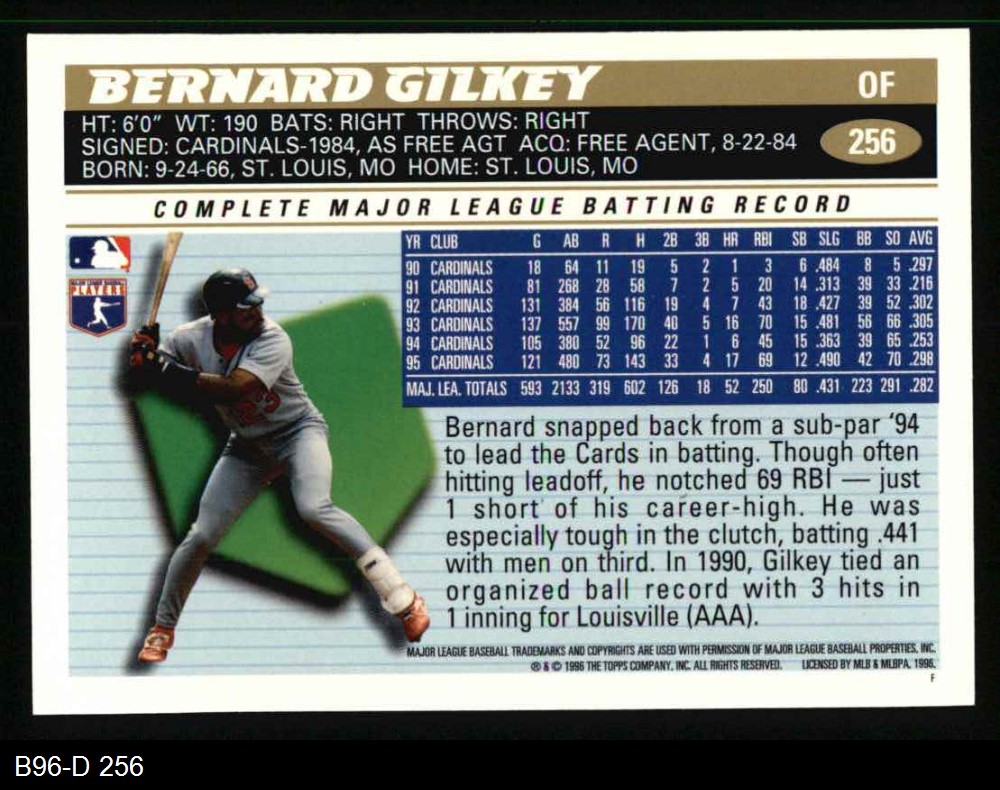 BERNARD GILKEY OF
HT: 6'0" WT: 190 BATS: RIGHT THROWS: RIGHT
SIGNED: CARDINALS-1984, AS FREE AGT ACQ: FREE AGENT, 8-22-84
256
BORN: 9-24-66, ST. LOUIS, MO HOME: ST. LOUIS, MO
COMPLETE MAJOR LEAGUE BATTING RECORD
YR CLUB G AB R H 2B 3B HR RBI SB SLG BB SO AVG
90 CARDINALS 18 64 11 19 5 2 1 3 6 .484 8 5 .297
91 CARDINALS 81 268 28 58 7 2 5 20 14 .313 39 33 .216
92 CARDINALS 131 384 56 116 19 4 7 43 18 .427 39 52 .302
93 CARDINALS 137 557 99 170 40 5 16 70 15 .481 56 66 .305
94 CARDINALS 105 380 52 96 22 1 6 45 15 .363 39 65 .253
95 CARDINALS 121 480 73 143 33 4 17 69 12 .490 42 70 .298
MAJ. LEA. TOTALS 593 2133 319 602 126 18 52 250 80 .431 223 291 .282
MAJOR LEAGUE BASEBALL
PLAYERS
23
Bernard snapped back from a sub-par '94
to lead the Cards in batting. Though often
hitting leadoff, he notched 69 RBI — just
1 short of his career-high. He was
especially tough in the clutch, batting .441
with men on third. In 1990, Gilkey tied an
organized ball record with 3 hits in
1 inning for Louisville (AAA).
MAJOR LEAGUE BASEBALL TRADEMARKS AND COPYRIGHTS ARE USED WITH PERMISSION OF MAJOR LEAGUE BASEBALL PROPERTIES, INC.
® & © 1996 THE TOPPS COMPANY, INC. ALL RIGHTS RESERVED. LICENSED BY MLB & MLBPA, 1996.
F
B96-D 256